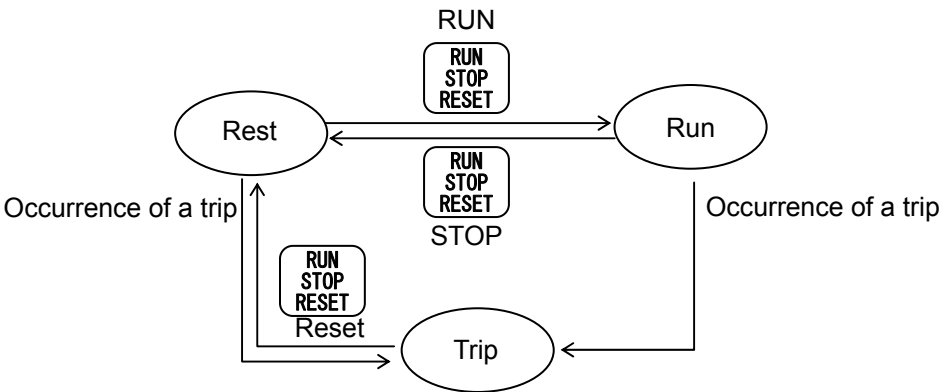 RUN
RUN
STOP
RESET
Rest
Run
RUN
STOP
RESET
STOP
Occurrence of a trip
Occurrence of a trip
RUN
STOP
RESET
Reset
Trip